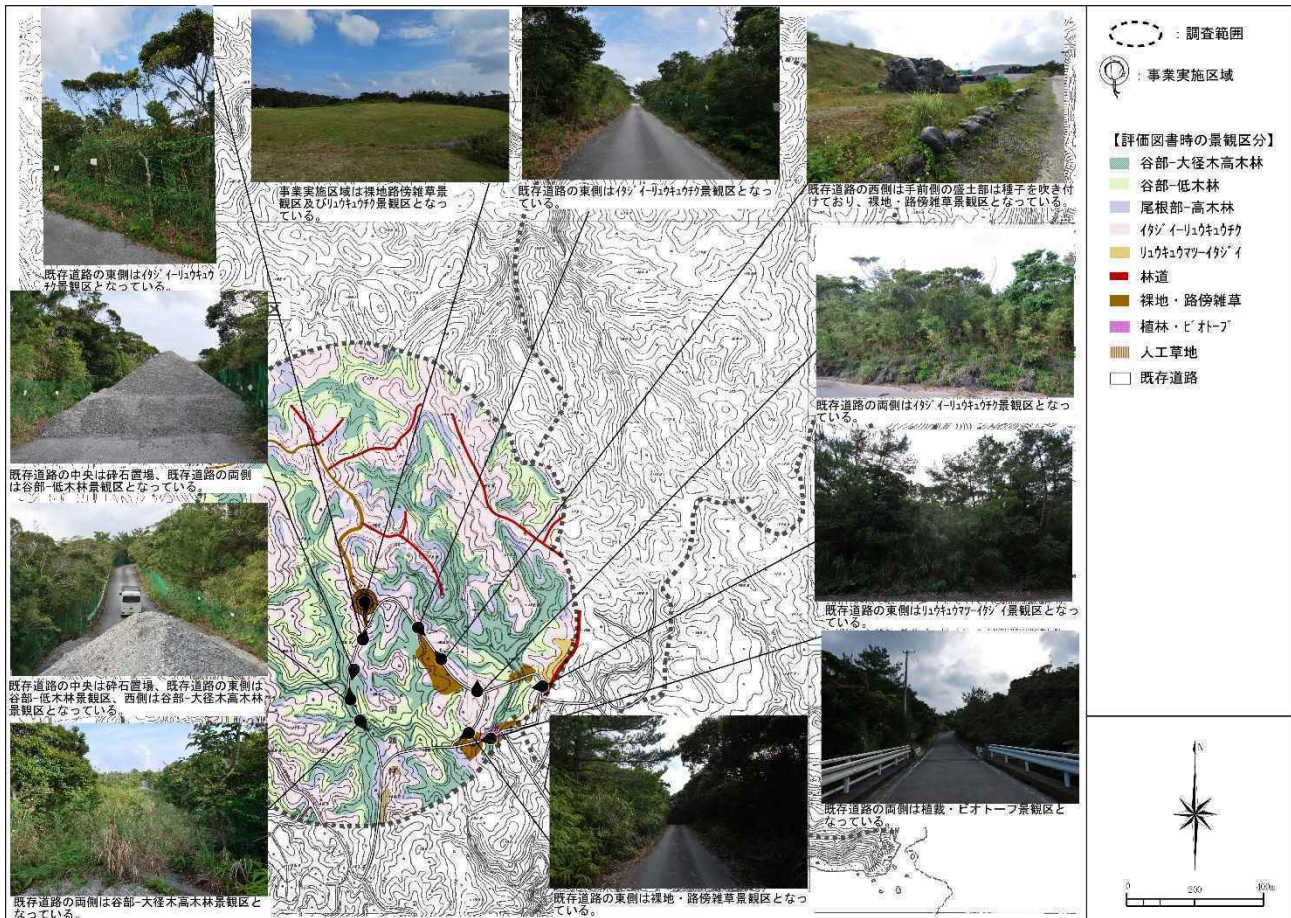 既存道路の東側はｲﾀｼﾞｲｰﾘｭｳｷｭｳ
ﾁｸ景観区となっている。
事業実施区域は裸地路傍雑草景
観区及びﾘｭｳｷｭｳﾁｸ景観区となっ
ている。
既存道路の東側はｲﾀｼﾞｲｰﾘｭｳｷｭｳﾁｸ景観区となっ
ている。
既存道路の西側は手前側の盛土部は種子を吹き付
けており、裸地・路傍雑草景観区となっている。
既存道路の中央は砕石置場、既存道路の両側
は谷部-低木林景観区となっている。
既存道路の中央は砕石置場、既存道路の東側は
谷部-低木林景観区、西側は谷部-大径木高木林
景観区となっている。
既存道路の両側は谷部-大径木高木林景観区と
なっている。
既存道路の両側はｲﾀｼﾞｲｰﾘｭｳｷｭｳﾁｸ景観区となっ
ている。
既存道路の東側はﾘｭｳｷｭｳﾏﾂｰｲﾀｼﾞｲ景観区となっ
ている。
既存道路の両側は植裁・ビオトーフ景観区と
なっている。
既存道路の東側は裸地・路傍雑草景観区となっ
ている。
区
：調査範囲
：事業実施区域
【評価図書時の景観区分】
谷部-大径木高木林
谷部-低木林
尾根部-高木林
ｲﾀｼﾞｲｰﾘｭｳｷｭｳﾁｸ
ﾘｭｳｷｭｳﾏﾂｰｲﾀｼﾞｲ
林道
裸地・路傍雑草
植林・ﾋﾞｵﾄｰﾌﾟ
人工草地
既存道路
N
0 200 400m